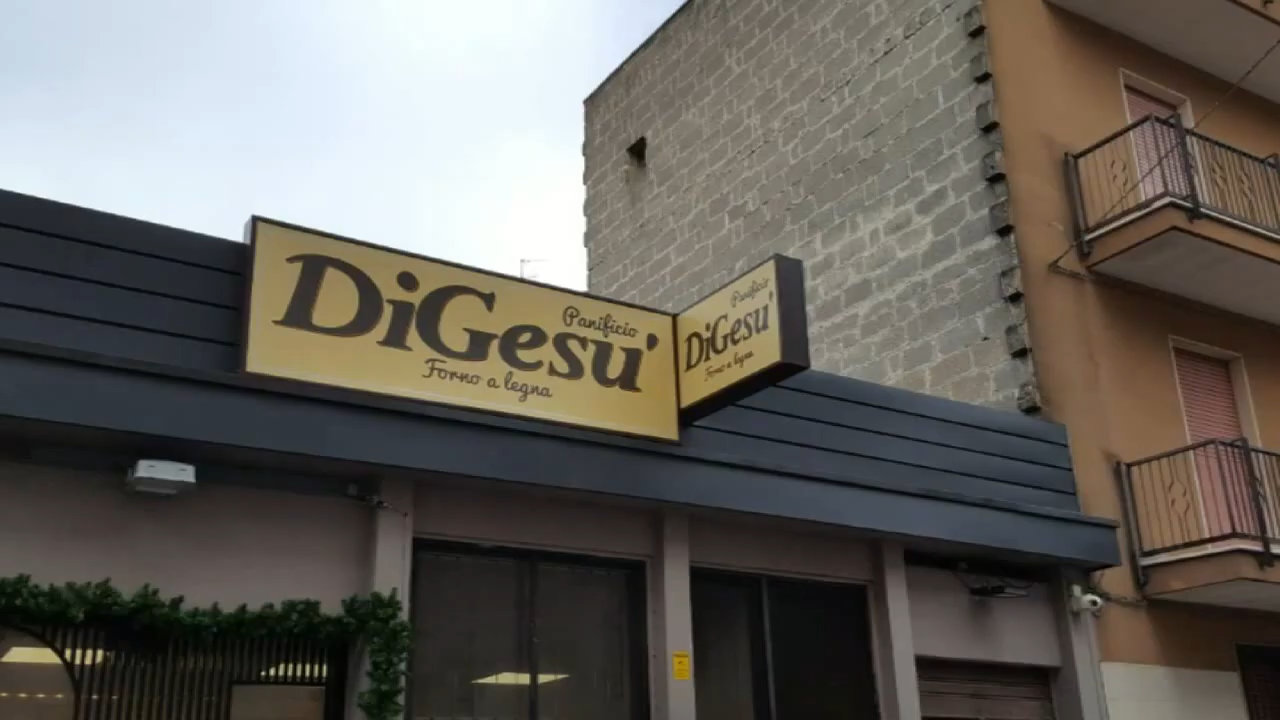 Panificio
DiGesu'
Forno a legna
Panificio
DiGesu'
Forno a legna